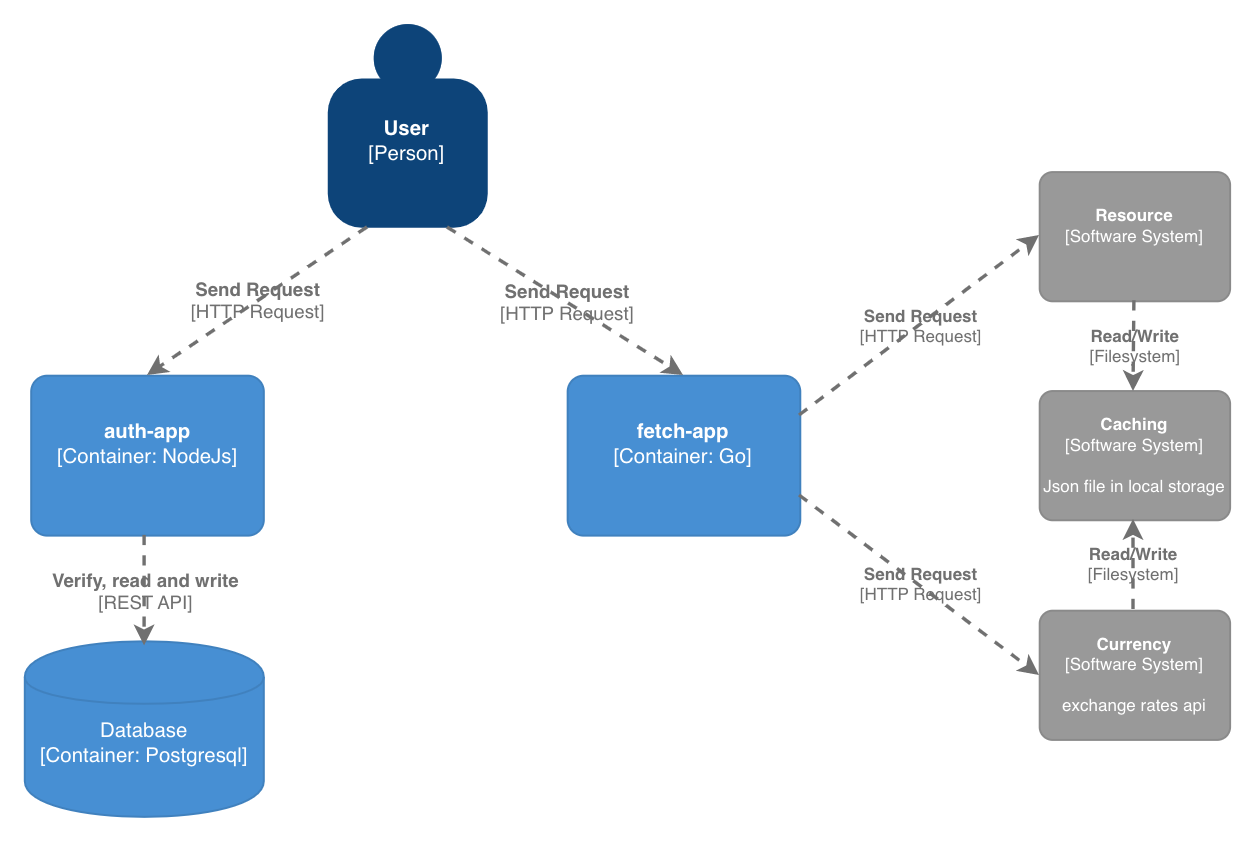 User
[Person]
Send Request
[HTTP Request]
Send Request
[HTTP Request]
auth-app
[Container: NodeJs]
fetch-app
[Container: Go]
Verify, read and write
[REST API]
Database
[Container: Postgresql]
Send Request
[HTTP Request]
Send Request
[HTTP Request]
Resource
[Software System]
Read/Write
[Filesystem]
Caching
[Software System]
Json file in local storage
Read/Write
[Filesystem]
Currency
[Software System]
exchange rates api